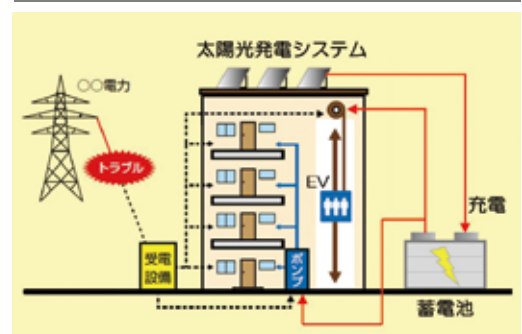 太陽光発電システム
○○電力
トラブル
EV
充電
受電
設備
ポンプ
蓄電池